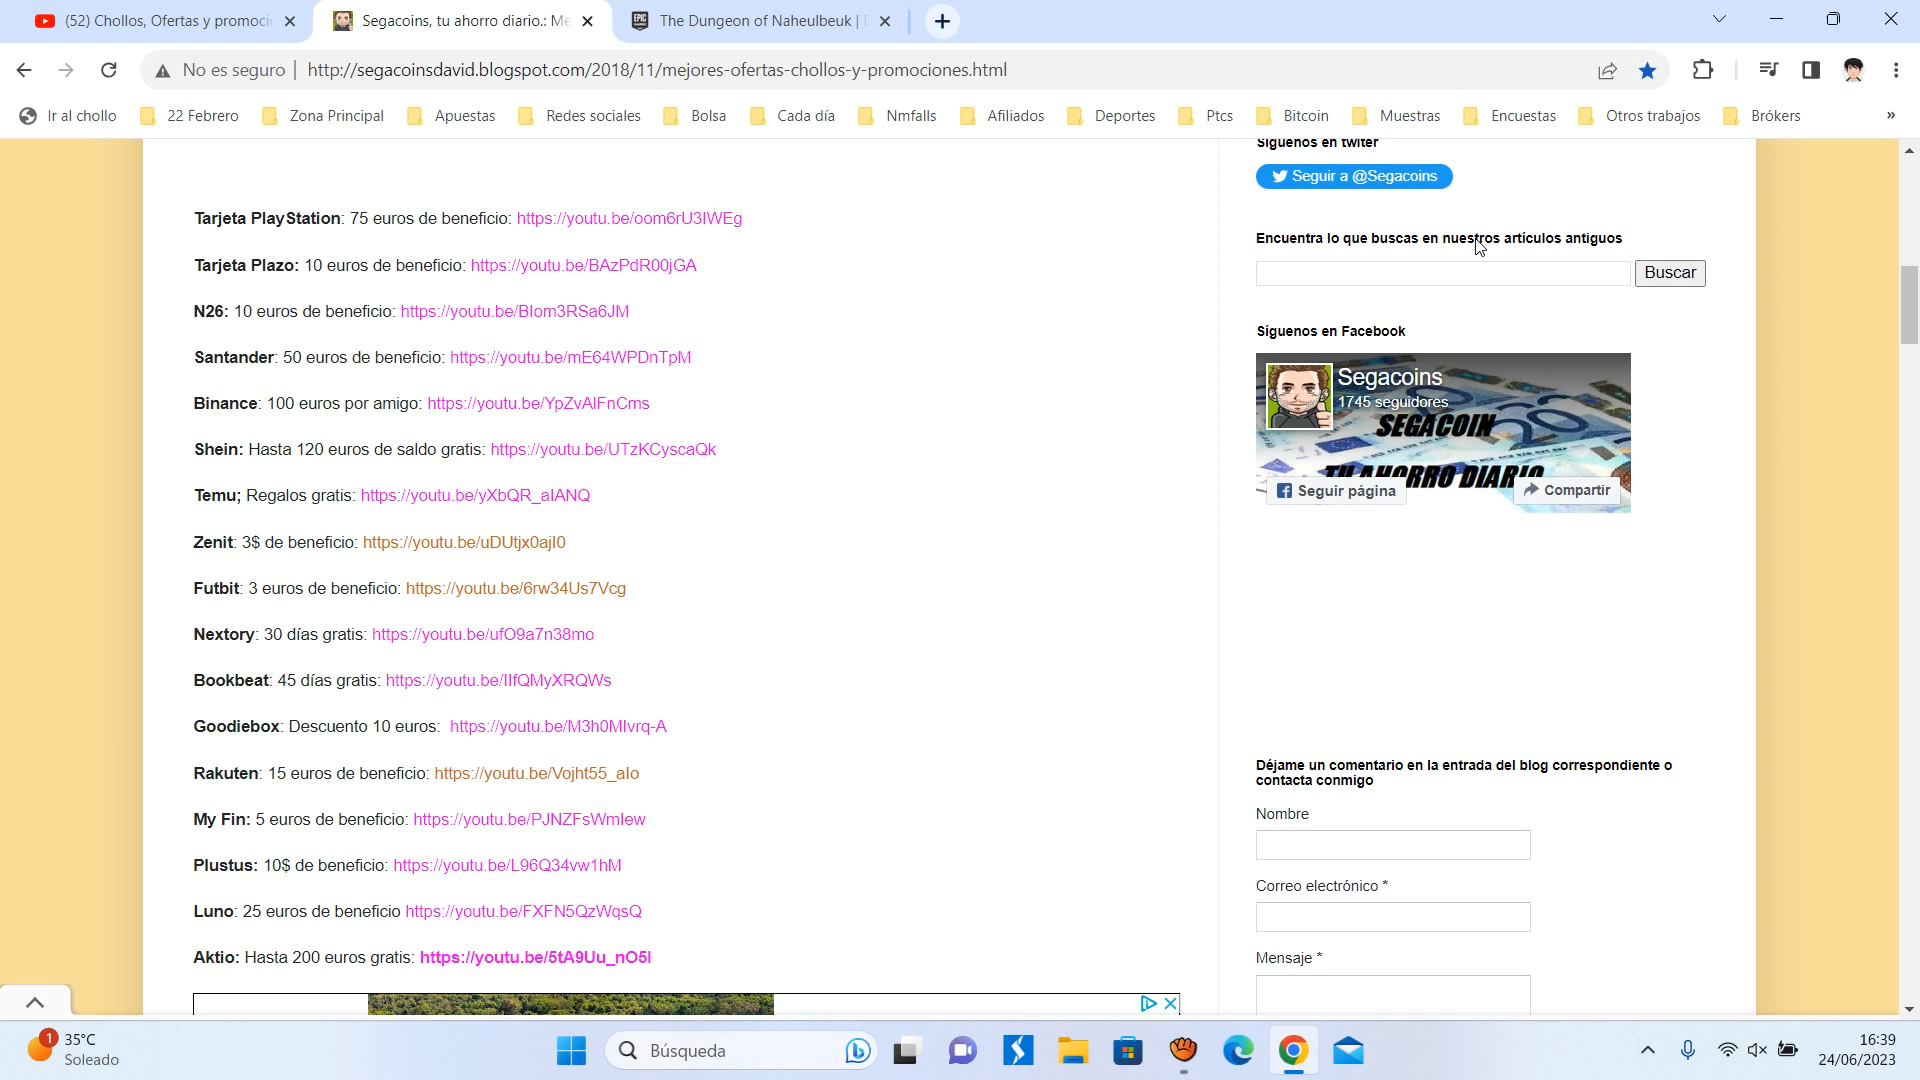 (52) Chollos, Ofertas y promocio
Segacoins, tu ahorro diario.: Me
The Dungeon of Naheulbeuk | D
No es seguro | http://segacoinsdavid.blogspot.com/2018/11/mejores-ofertas-chollos-y-promociones.html
Ir al chollo
22 Febrero
Zona Principal
Apuestas
Redes sociales
Bolsa
Cada día
Nmfalls
Afiliados
Deportes
Ptcs
Bitcoin
Muestras
Encuestas
Otros trabajos
Brókers
»
Tarjeta PlayStation: 75 euros de beneficio: https://youtu.be/oom6rU3IWEg
Tarjeta Plazo: 10 euros de beneficio: https://youtu.be/BAzPdR00jGA
N26: 10 euros de beneficio: https://youtu.be/BIom3RSa6JM
Santander: 50 euros de beneficio: https://youtu.be/mE64WPDnTpM
Binance: 100 euros por amigo: https://youtu.be/YpZvAlFnCms
Shein: Hasta 120 euros de saldo gratis: https://youtu.be/UTzKCyscaQk
Temu; Regalos gratis: https://youtu.be/yXbQR_alANQ
Zenit: 3$ de beneficio: https://youtu.be/uDUtjx0ajI0
Futbit: 3 euros de beneficio: https://youtu.be/6rw34Us7Vcg
Nextory: 30 días gratis: https://youtu.be/ufO9a7n38mo
Bookbeat: 45 días gratis: https://youtu.be/IIfQMyXRQWs
Goodiebox: Descuento 10 euros: https://youtu.be/M3h0MIvrq-A
Rakuten: 15 euros de beneficio: https://youtu.be/Vojht55_alo
My Fin: 5 euros de beneficio: https://youtu.be/PJNZFsWmIew
Plustus: 10$ de beneficio: https://youtu.be/L96Q34vw1hM
Luno: 25 euros de beneficio https://youtu.be/FXFN5QzWqsQ
Aktio: Hasta 200 euros gratis: https://youtu.be/5tA9Uu_nO5I
Síguenos en twiter
Seguir a @Segacoins
Encuentra lo que buscas en nuestros artículos antiguos
Buscar
Síguenos en Facebook
Segacoins
1745 seguidores
SEGACOIN
TU AHORRO DIARIO
Seguir página
Compartir
Déjame un comentario en la entrada del blog correspondiente o
contacta conmigo
Nombre
Correo electrónico *
Mensaje *
1
35°C
Soleado
Búsqueda
16:39
24/06/2023